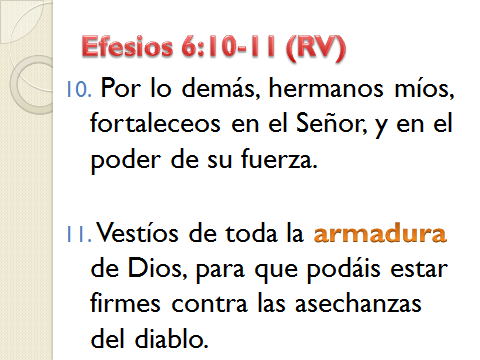 Efesios 6:10-11 (RV)
10. Por lo demás, hermanos míos,
fortaleceos en el Señor, y en el
poder de su fuerza.
11. Vestíos de toda la armadura
de Dios, para que podáis estar
firmes contra las asechanzas
del diablo.